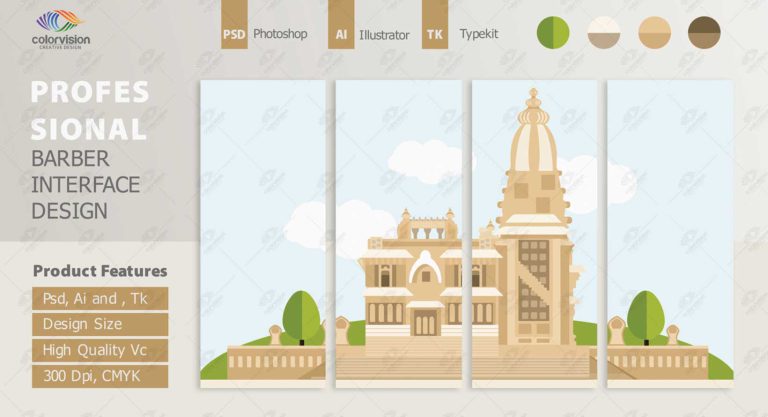 colorvision
CREATIVE DESIGN
PSD Photoshop
AI Illustrator
TK Typekit
PROFES
SIONAL
BARBER
INTERFACE
DESIGN
Product Features
Psd, Ai and , Tk
Design Size
High Quality Vc
300 Dpi, CMYK